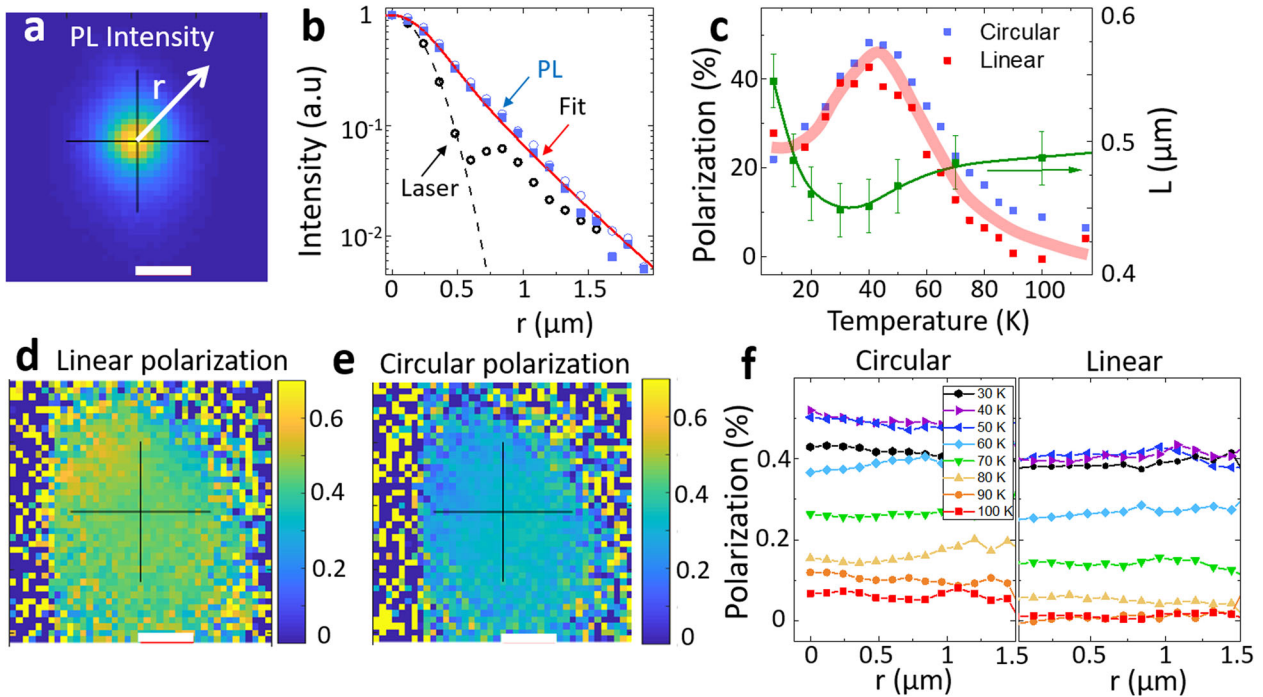 a
PL Intensity
r
b
Intensity (a.u)
1
10⁻¹
10⁻²
PL
Fit
Laser
0
0.5
1
1.5
r (μm)
c
Polarization (%)
40
20
0
Circular
Linear
0.6
0.5
0.4
L (μm)
20
40
60
80
100
Temperature (K)
d
Linear polarization
0.6
0.4
0.2
0
e
Circular polarization
0.6
0.4
0.2
0
f
Circular
Linear
Polarization (%)
0.4
0.2
0
30 K
40 K
50 K
60 K
70 K
80 K
90 K
100 K
0
0.5
1
1.5
r (μm)
0.5
1
1.5
r (μm)